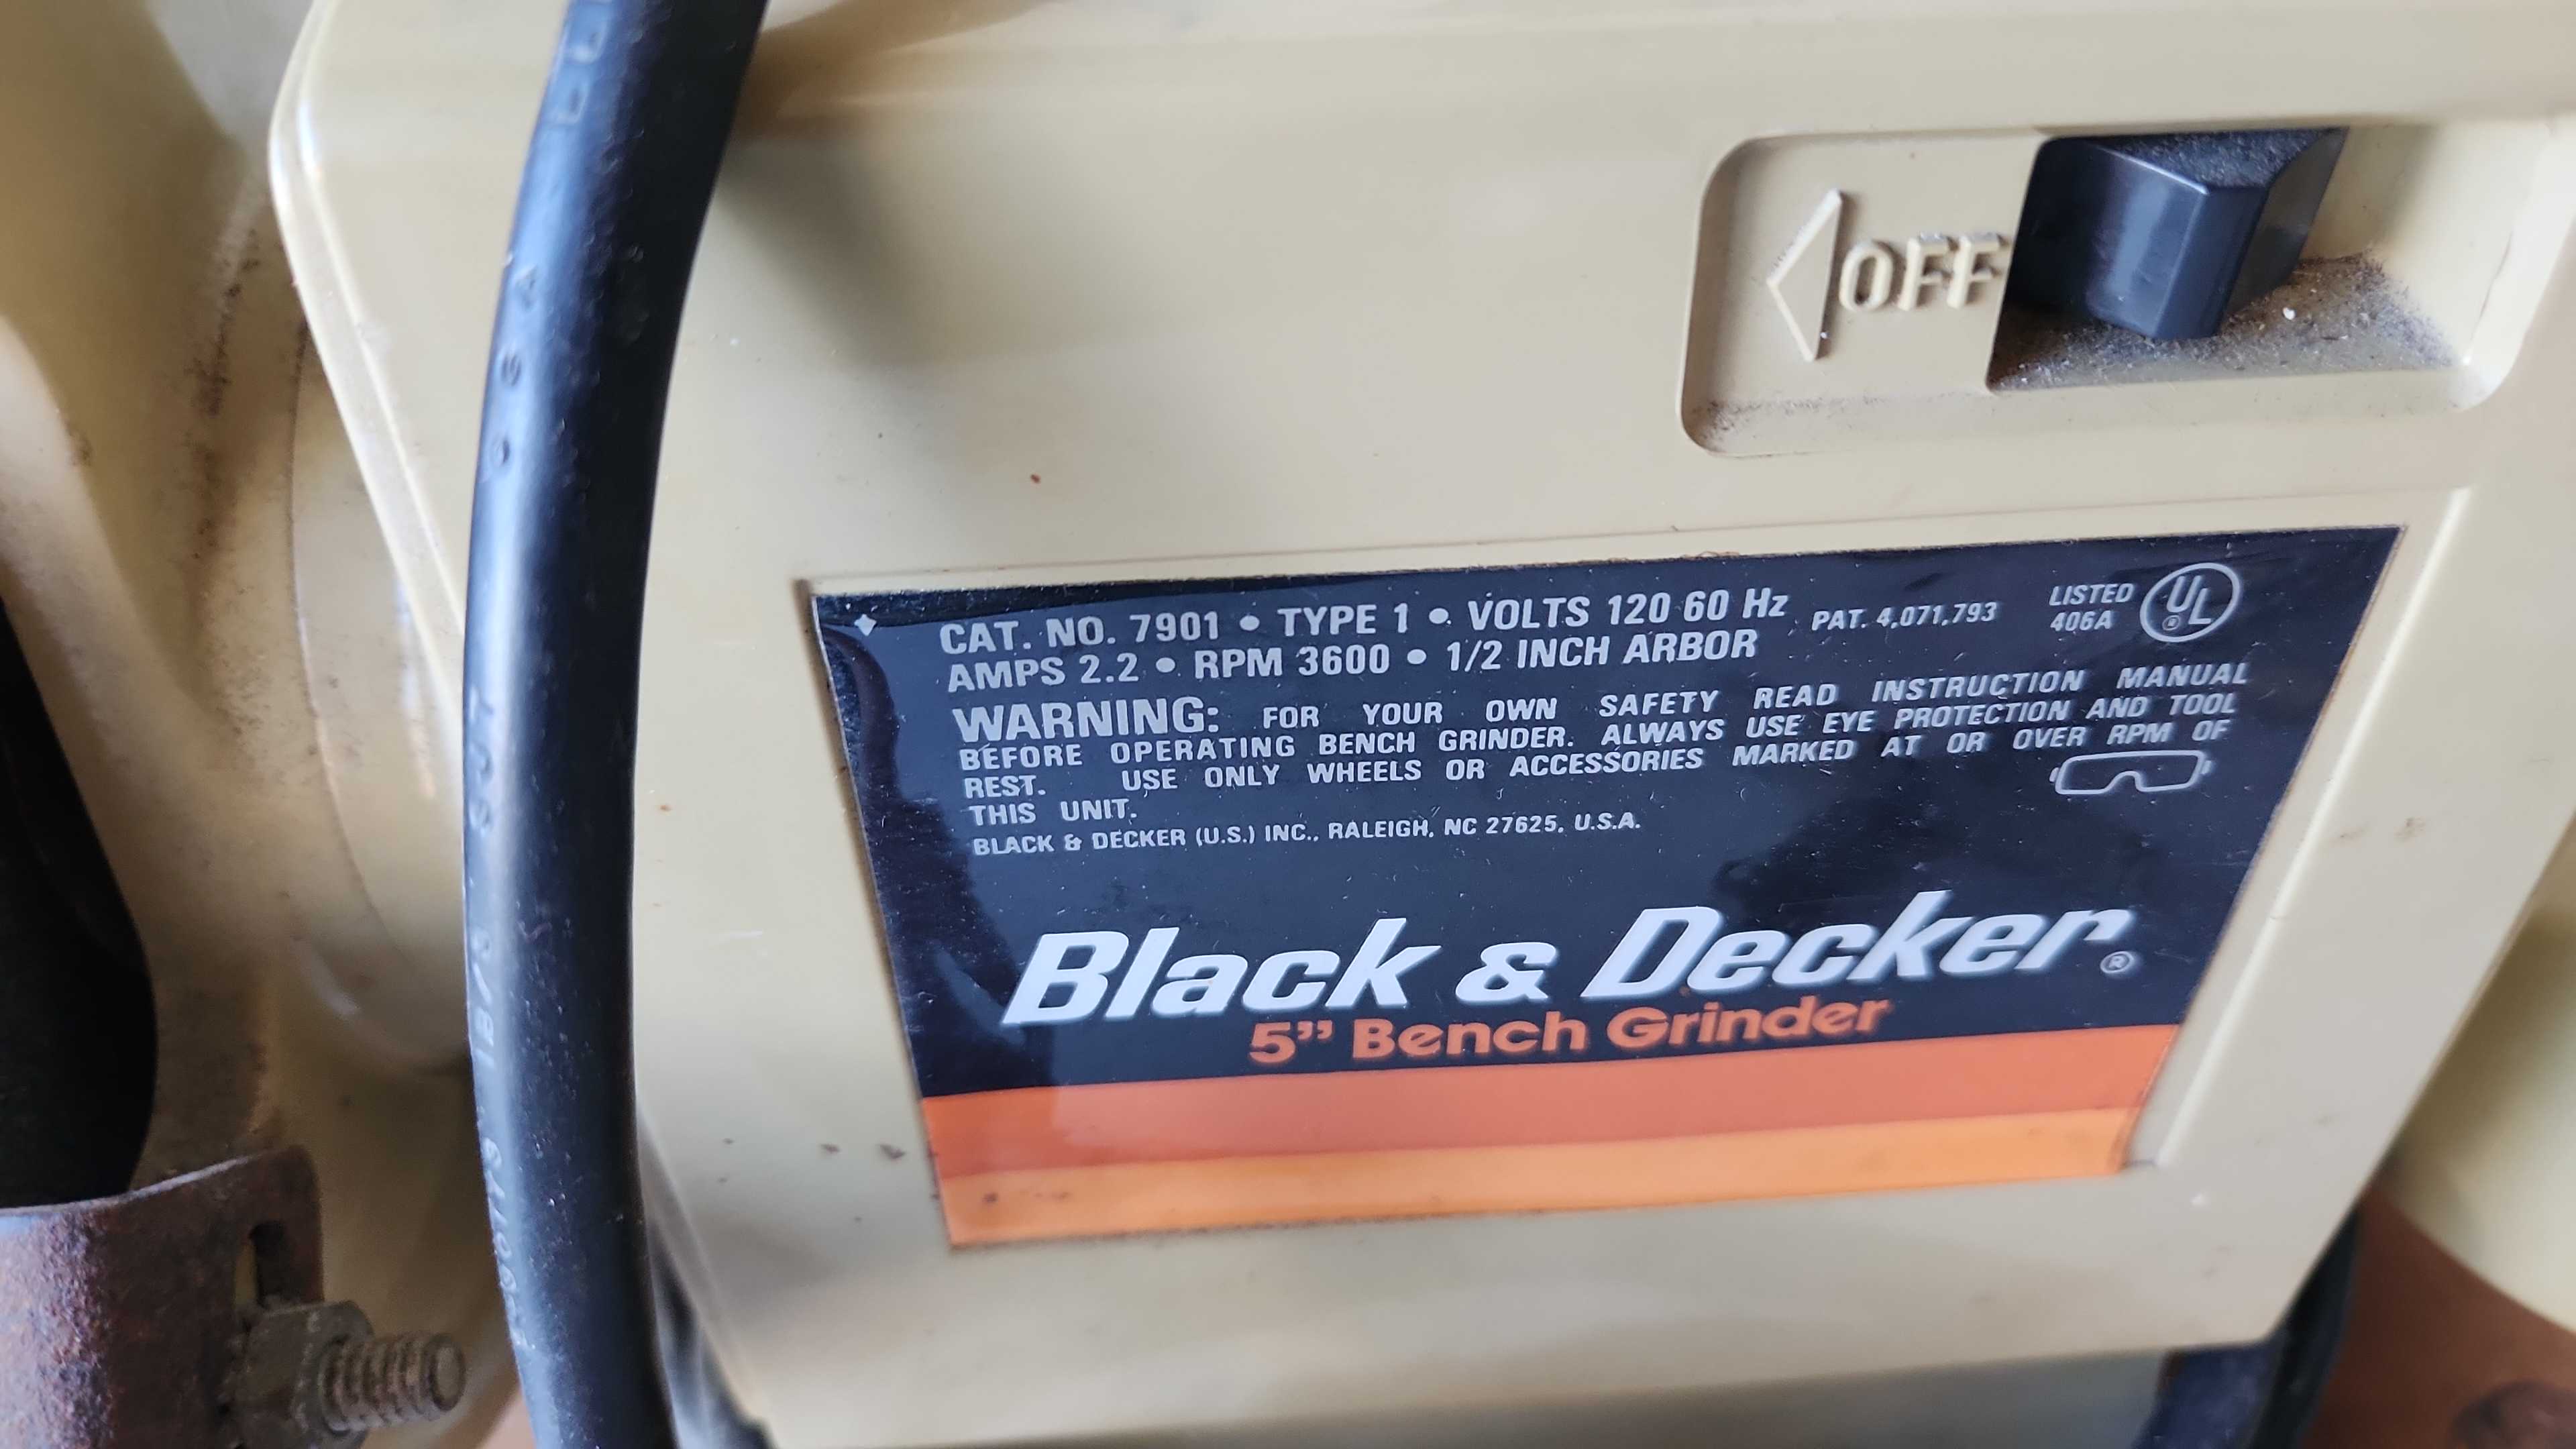 OFF
CAT. NO. 7901 • TYPE 1 • VOLTS 120 60 Hz PAT. 4,071,793 LISTED 406A UL ®
AMPS 2.2 • RPM 3600 • 1/2 INCH ARBOR
WARNING: FOR YOUR OWN SAFETY READ INSTRUCTION MANUAL
BEFORE OPERATING BENCH GRINDER. ALWAYS USE EYE PROTECTION AND TOOL
REST. USE ONLY WHEELS OR ACCESSORIES MARKED AT OR OVER RPM OF
THIS UNIT.
BLACK & DECKER (U.S.) INC., RALEIGH, NC 27625, U.S.A.
Black & Decker®
5” Bench Grinder
SJT